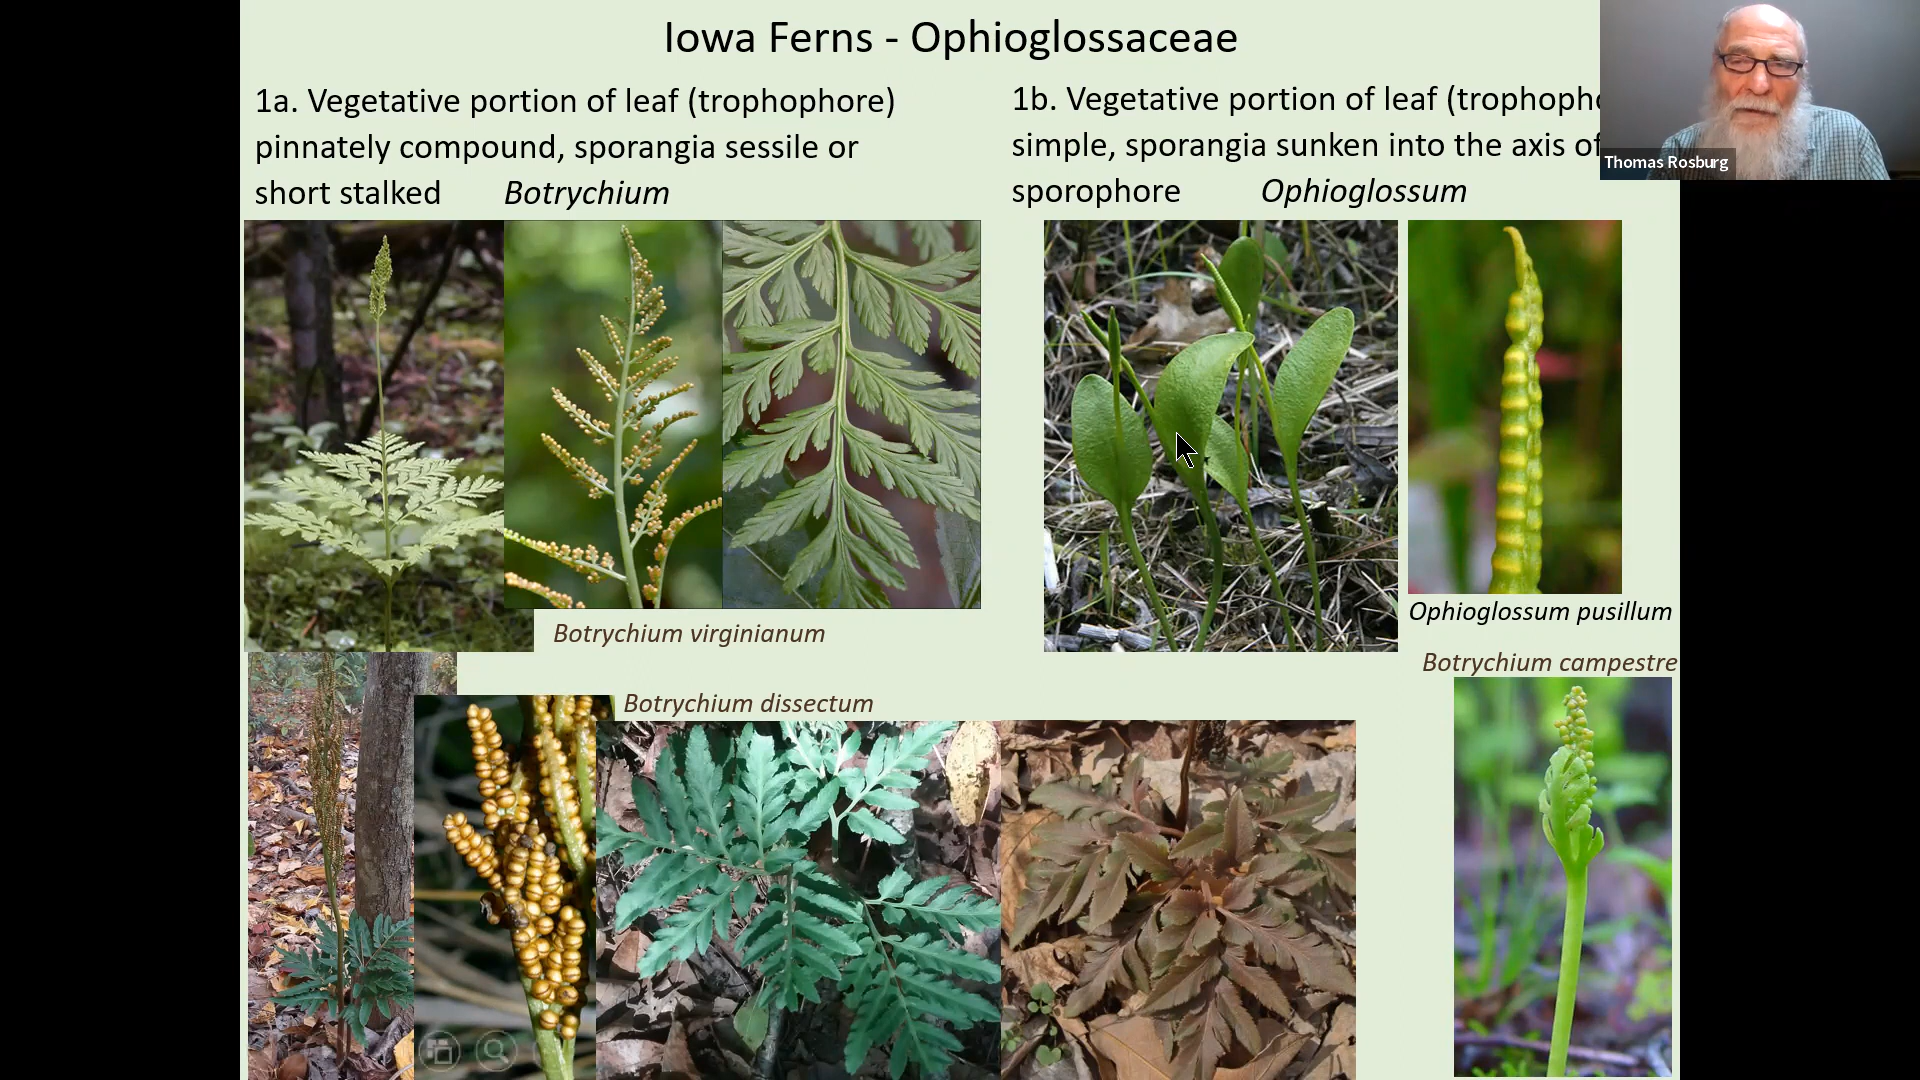 Iowa Ferns - Ophioglossaceae
1a. Vegetative portion of leaf (trophophore)
pinnately compound, sporangia sessile or
short stalked Botrychium
1b. Vegetative portion of leaf (trophopho
simple, sporangia sunken into the axis of
sporophore Ophioglossum
Thomas Rosburg
Ophioglossum pusillum
Botrychium virginianum
Botrychium campestre
Botrychium dissectum